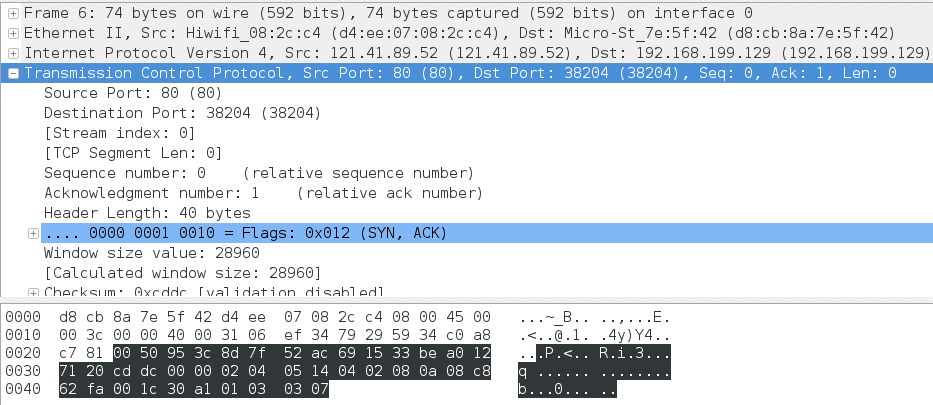 Frame 6: 74 bytes on wire (592 bits), 74 bytes captured (592 bits) on interface 0
Ethernet II, Src: Hiwifi_08:2c:c4 (d4:ee:07:08:2c:c4), Dst: Micro-St_7e:5f:42 (d8:cb:8a:7e:5f:42)
Internet Protocol Version 4, Src: 121.41.89.52 (121.41.89.52), Dst: 192.168.199.129 (192.168.199.129)
Transmission Control Protocol, Src Port: 80 (80), Dst Port: 38204 (38204), Seq: 0, Ack: 1, Len: 0
Source Port: 80 (80)
Destination Port: 38204 (38204)
[Stream index: 0]
[TCP Segment Len: 0]
Sequence number: 0    (relative sequence number)
Acknowledgment number: 1    (relative ack number)
Header Length: 40 bytes
.... 0000 0001 0010 = Flags: 0x012 (SYN, ACK)
Window size value: 28960
[Calculated window size: 28960]
Checksum: 0xcddc [validation disabled]
0000  d8 cb 8a 7e 5f 42 d4 ee  07 08 2c c4 08 00 45 00   ...~_B.. ..,...E.
0010  00 3c 00 00 40 00 31 06  ef 34 79 29 59 34 c0 a8   .<..@.1. .4y)Y4..
0020  c7 81 00 50 95 3c 8d 7f  52 ac 69 15 33 be a0 12   ...P.<.. R.i.3...
0030  71 20 cd dc 00 00 02 04  05 14 04 02 08 0a 08 c8   q ...... ........
0040  62 fa 00 1c 30 a1 01 03  03 07   b...0... ..